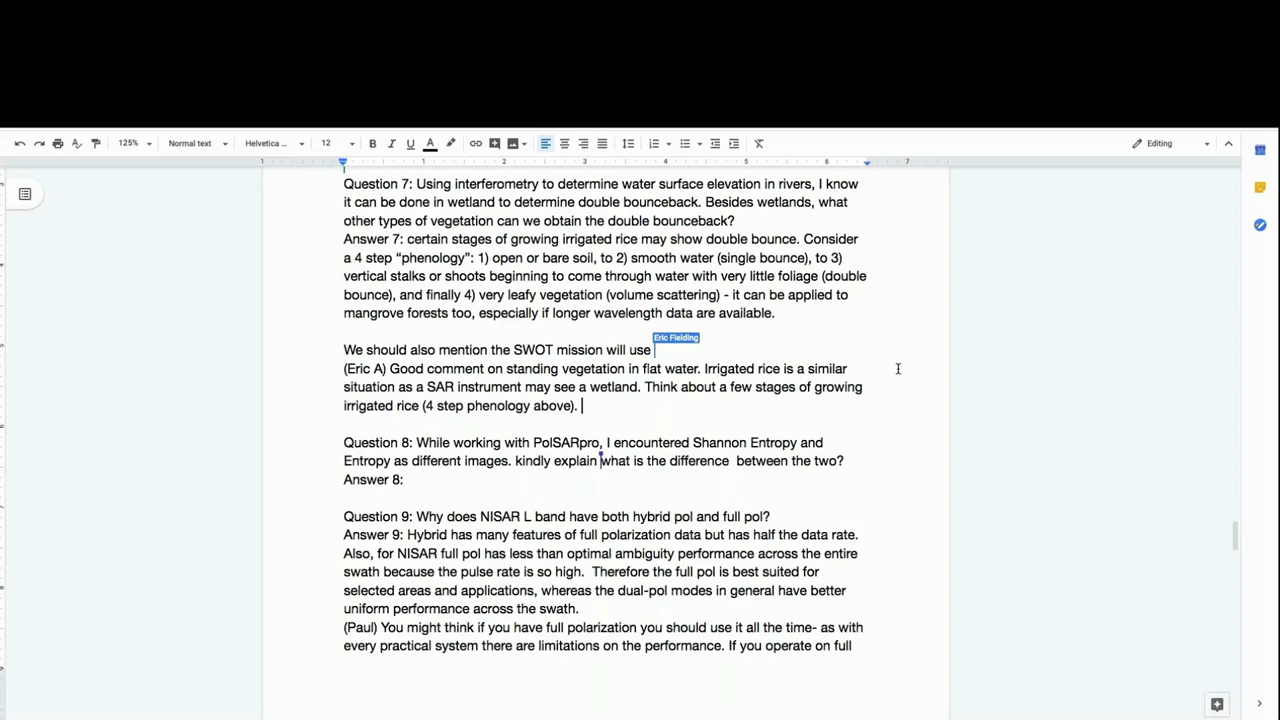 125%
Normal text
Helvetica ...
12
B I U A
Editing
1 1 2 3 4 5 6 7
Question 7: Using interferometry to determine water surface elevation in rivers, I know
it can be done in wetland to determine double bounceback. Besides wetlands, what
other types of vegetation can we obtain the double bounceback?
Answer 7: certain stages of growing irrigated rice may show double bounce. Consider
a 4 step “phenology”: 1) open or bare soil, to 2) smooth water (single bounce), to 3)
vertical stalks or shoots beginning to come through water with very little foliage (double
bounce), and finally 4) very leafy vegetation (volume scattering) - it can be applied to
mangrove forests too, especially if longer wavelength data are available.
Eric Fielding
We should also mention the SWOT mission will use
(Eric A) Good comment on standing vegetation in flat water. Irrigated rice is a similar
situation as a SAR instrument may see a wetland. Think about a few stages of growing
irrigated rice (4 step phenology above).
Question 8: While working with PolSARpro, I encountered Shannon Entropy and
Entropy as different images. kindly explain what is the difference  between the two?
Answer 8:
Question 9: Why does NISAR L band have both hybrid pol and full pol?
Answer 9: Hybrid has many features of full polarization data but has half the data rate.
Also, for NISAR full pol has less than optimal ambiguity performance across the entire
swath because the pulse rate is so high.  Therefore the full pol is best suited for
selected areas and applications, whereas the dual-pol modes in general have better
uniform performance across the swath.
(Paul) You might think if you have full polarization you should use it all the time- as with
every practical system there are limitations on the performance. If you operate on full